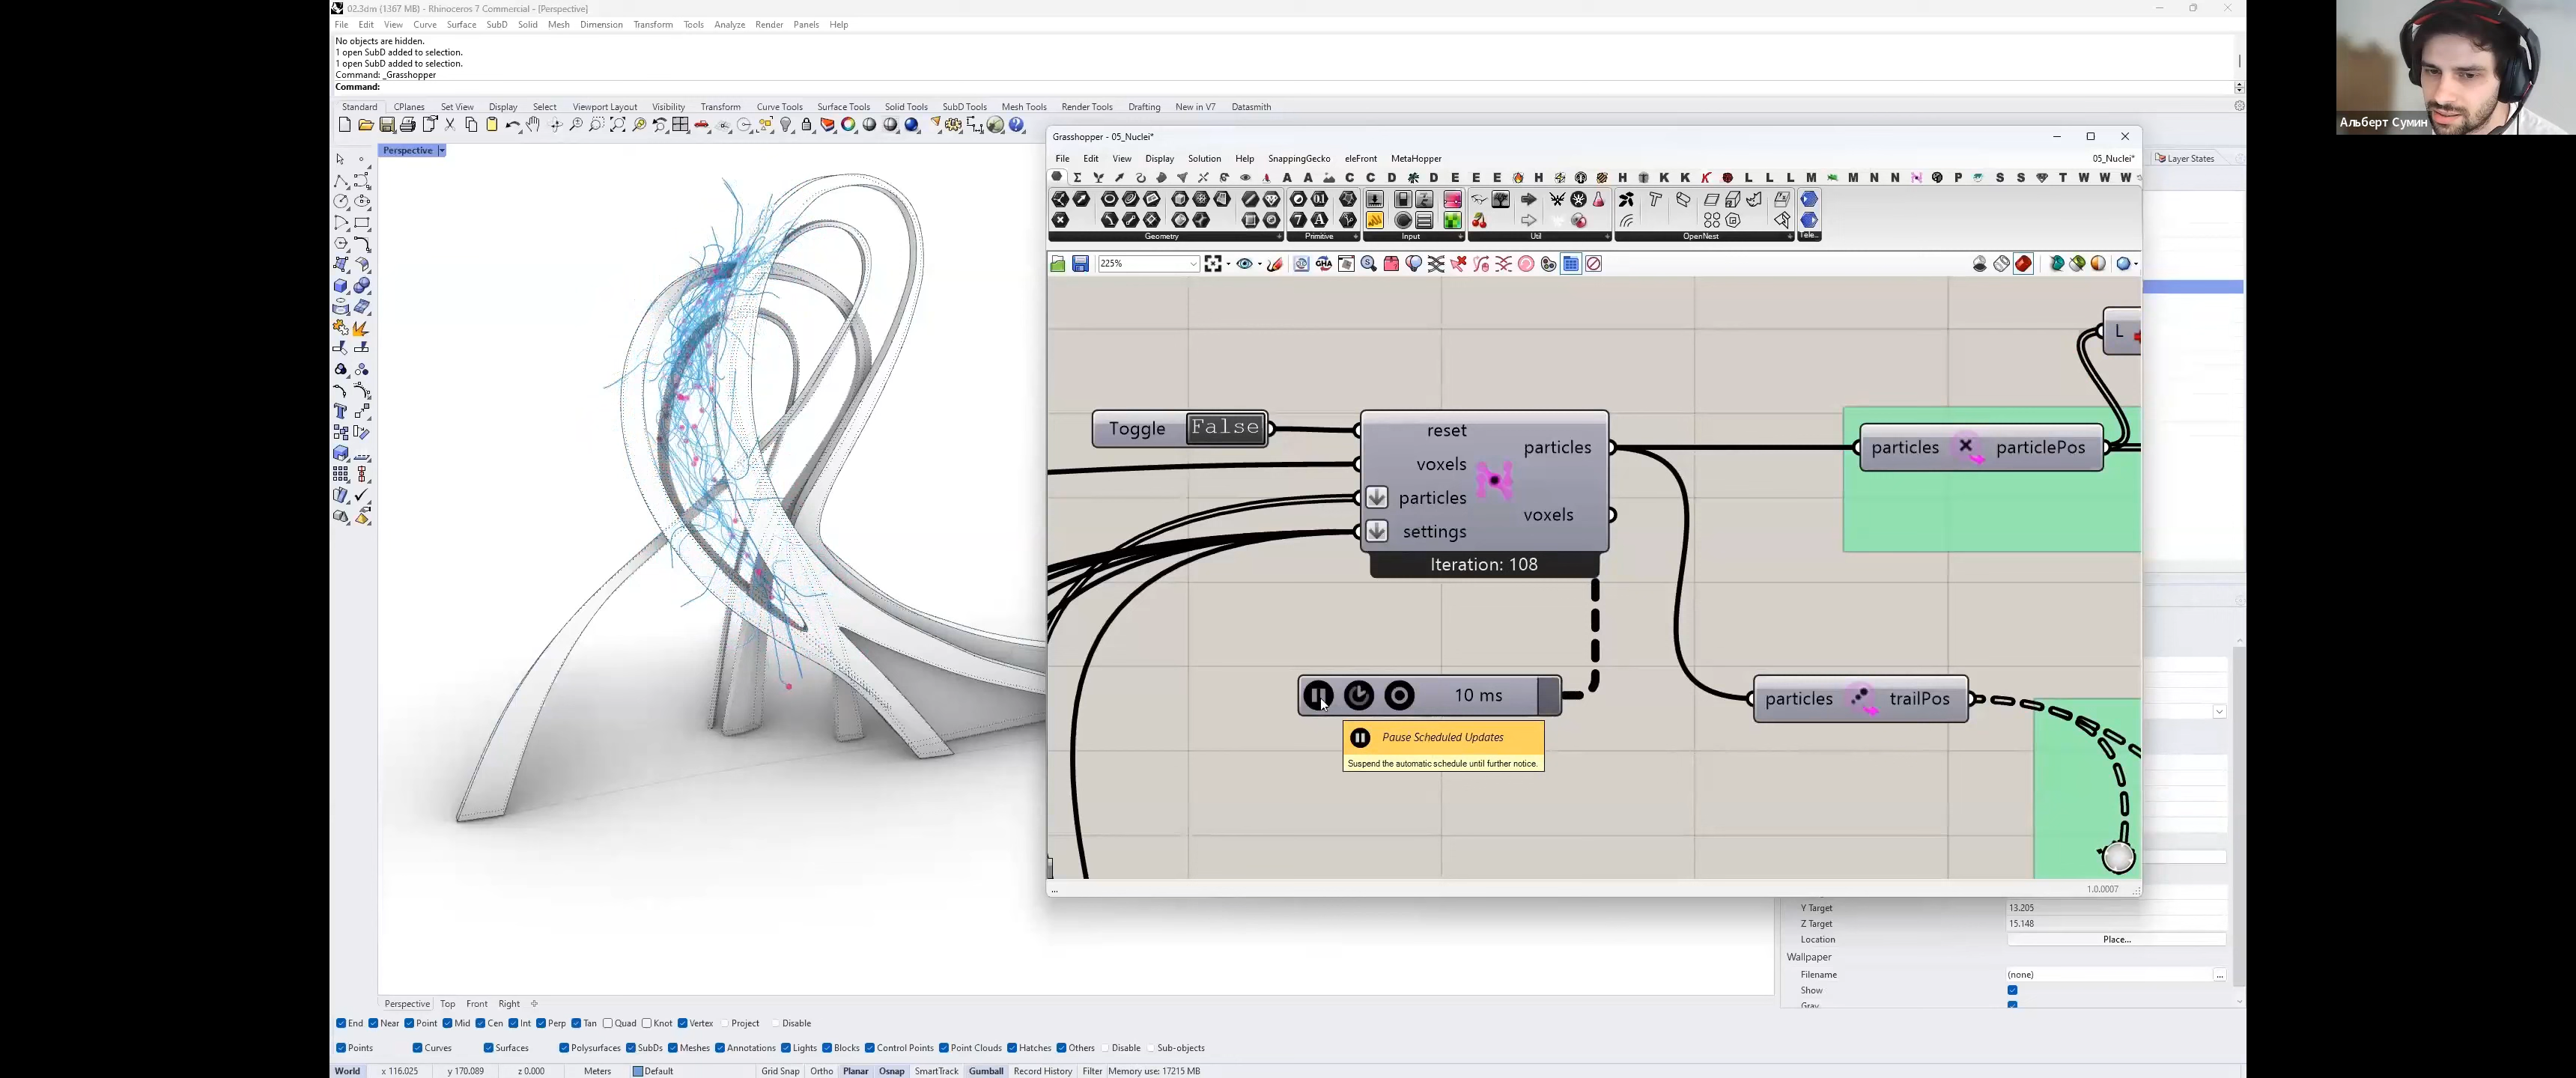 02.3dm (1367 MB) - Rhinoceros 7 Commercial - [Perspective]
File Edit View Curve Surface SubD Solid Mesh Dimension Transform Tools Analyze Render Panels Help
No objects are hidden.
1 open SubD added to selection.
1 open SubD added to selection.
Command: _Grasshopper
Command:
Standard CPlanes Set View Display Select Viewport Layout Visibility Transform Curve Tools Surface Tools Solid Tools SubD Tools Mesh Tools Render Tools Drafting New in V7 Datasmith
Альберт Сумин
Perspective
Layer States
Grasshopper - 05_Nuclei*
File Edit View Display Solution Help SnappingGecko eleFront MetaHopper 05_Nuclei*
A A C C D D E E E H H K K K L L L M M N N P S S T W W W
Geometry Primitive Input Util OpenNest Tele...
225%
L
Toggle False
reset
voxels
particles
settings
particles
voxels
Iteration: 108
particles particlePos
10 ms
Pause Scheduled Updates
Suspend the automatic schedule until further notice.
particles trailPos
...
1.0.0007
Y Target 13.205
Z Target 15.148
Location Place...
Wallpaper
Filename (none) ...
Show
Gray
Perspective Top Front Right
End Near Point Mid Cen Int Perp Tan Quad Knot Vertex Project Disable
Points Curves Surfaces Polysurfaces SubDs Meshes Annotations Lights Blocks Control Points Point Clouds Hatches Others Disable Sub-objects
World x 116.025 y 170.089 z 0.000 Meters Default Grid Snap Ortho Planar Osnap SmartTrack Gumball Record History Filter Memory use: 17215 MB